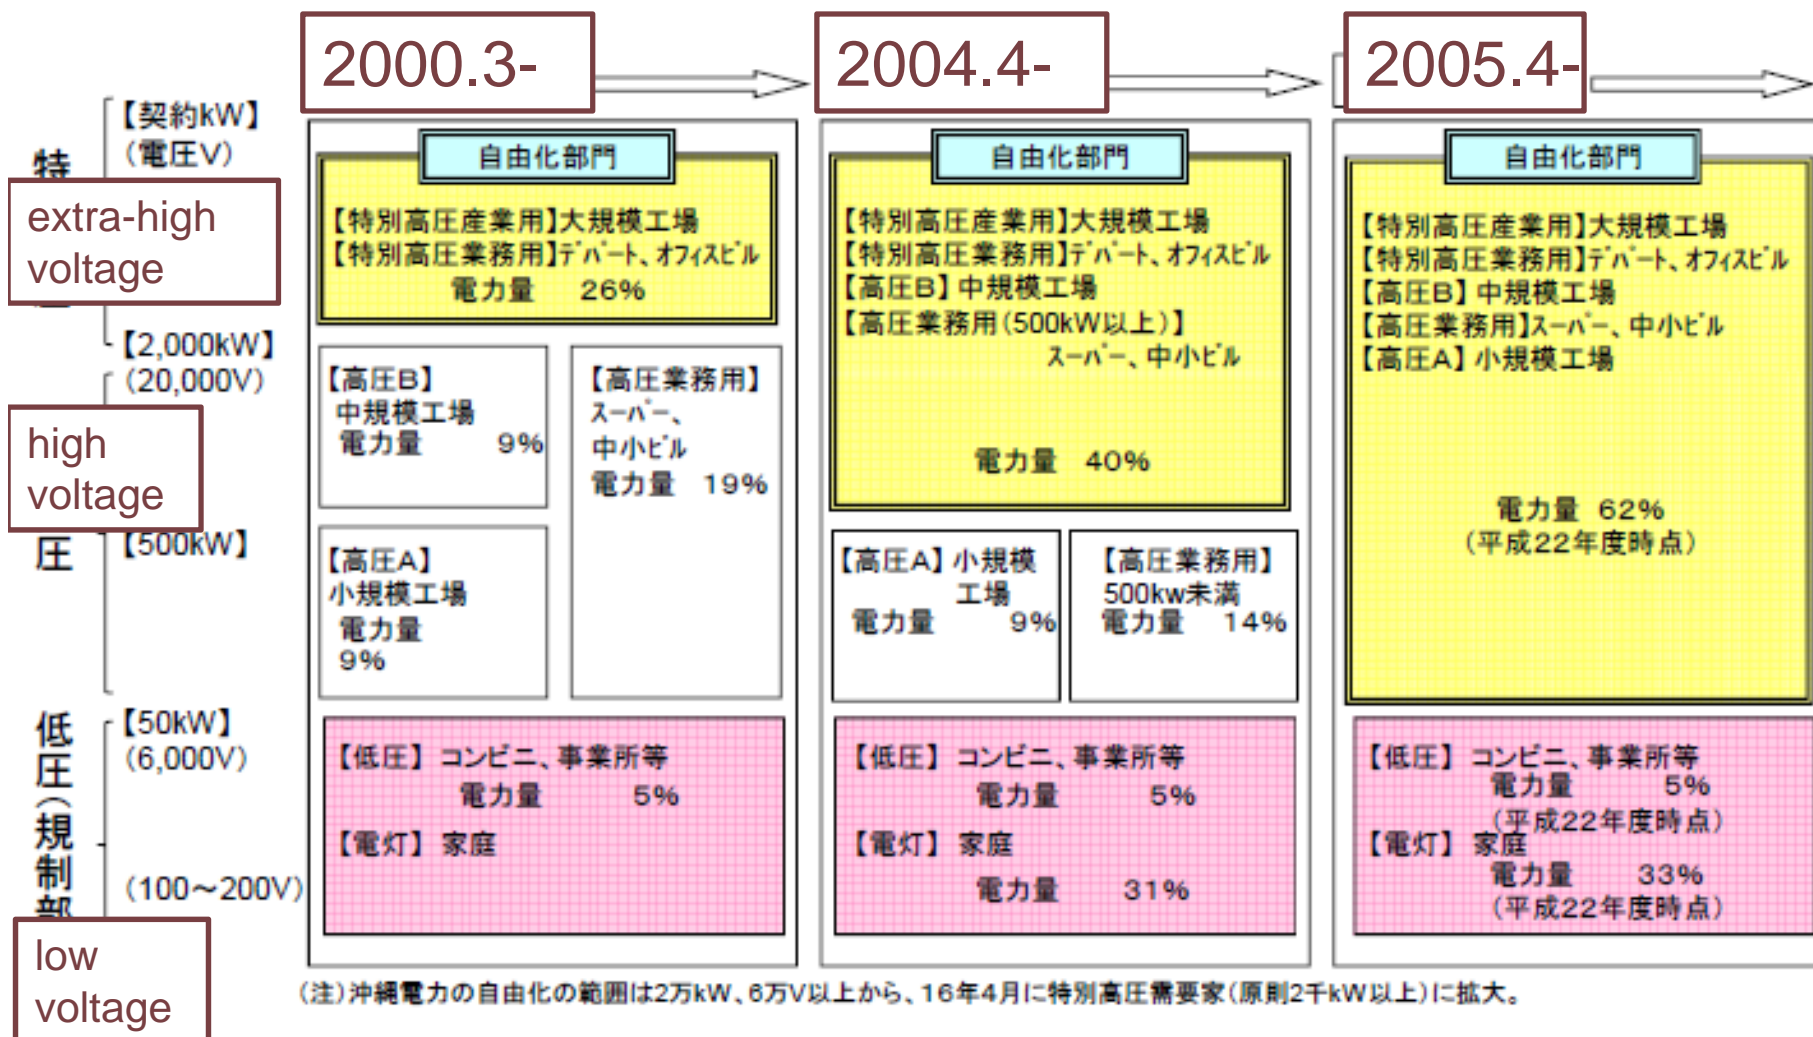 2000.3-
2004.4-
2005.4-
【契約kW】
(電圧V)
特
extra-high
voltage
【2,000kW】
(20,000V)
high
voltage
圧
【500kW】
【50kW】
(6,000V)
低圧(規制部
(100～200V)
low
voltage
自由化部門
【特別高圧産業用】大規模工場
【特別高圧業務用】デパート、オフィスビル
電力量 26%
【高圧B】
中規模工場
電力量 9%
【高圧業務用】
スーパー、
中小ビル
電力量 19%
【高圧A】
小規模工場
電力量
9%
【低圧】 コンビニ、事業所等
電力量 5%
【電灯】 家庭
自由化部門
【特別高圧産業用】大規模工場
【特別高圧業務用】デパート、オフィスビル
【高圧B】 中規模工場
【高圧業務用(500kW以上)】
スーパー、中小ビル
電力量 40%
【高圧A】 小規模
工場
電力量 9%
【高圧業務用】
500kw未満
電力量 14%
【低圧】 コンビニ、事業所等
電力量 5%
【電灯】 家庭
電力量 31%
自由化部門
【特別高圧産業用】大規模工場
【特別高圧業務用】デパート、オフィスビル
【高圧B】 中規模工場
【高圧業務用】スーパー、中小ビル
【高圧A】 小規模工場
電力量 62%
(平成22年度時点)
【低圧】 コンビニ、事業所等
電力量 5%
(平成22年度時点)
【電灯】 家庭
電力量 33%
(平成22年度時点)
(注)沖縄電力の自由化の範囲は2万kW、6万V以上から、16年4月に特別高圧需要家(原則2千kW以上)に拡大。